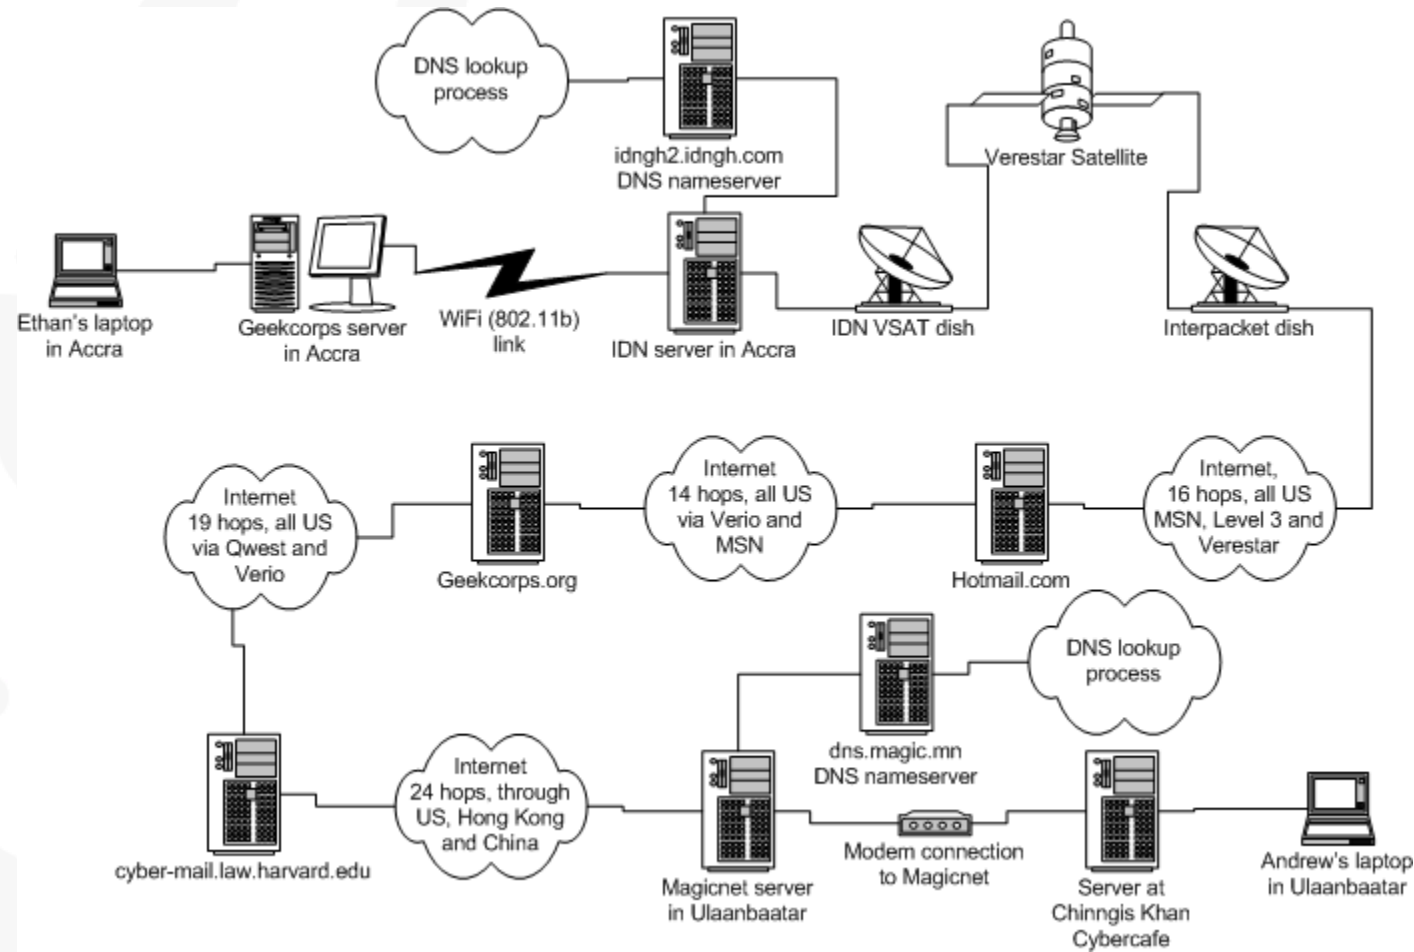 DNS lookup
process
idngh2.idngh.com
DNS nameserver
Verestar Satellite
Ethan's laptop
in Accra
Geekcorps server
in Accra
WiFi (802.11b)
link
IDN server in Accra
IDN VSAT dish
Interpacket dish
Internet
19 hops, all US
via Qwest and
Verio
Geekcorps.org
Internet
14 hops, all US
via Verio and
MSN
Hotmail.com
Internet,
16 hops, all US
MSN, Level 3 and
Verestar
cyber-mail.law.harvard.edu
Internet
24 hops, through
US, Hong Kong
and China
Magicnet server
in Ulaanbaatar
dns.magic.mn
DNS nameserver
DNS lookup
process
Modem connection
to Magicnet
Server at
Chinngis Khan
Cybercafe
Andrew's laptop
in Ulaanbaatar